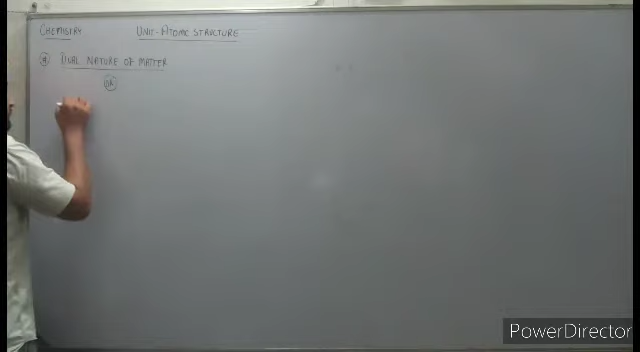 CHEMISTRY UNIT-ATOMIC STRUCTURE
# DUAL NATURE OF MATTER
OR
PowerDirector